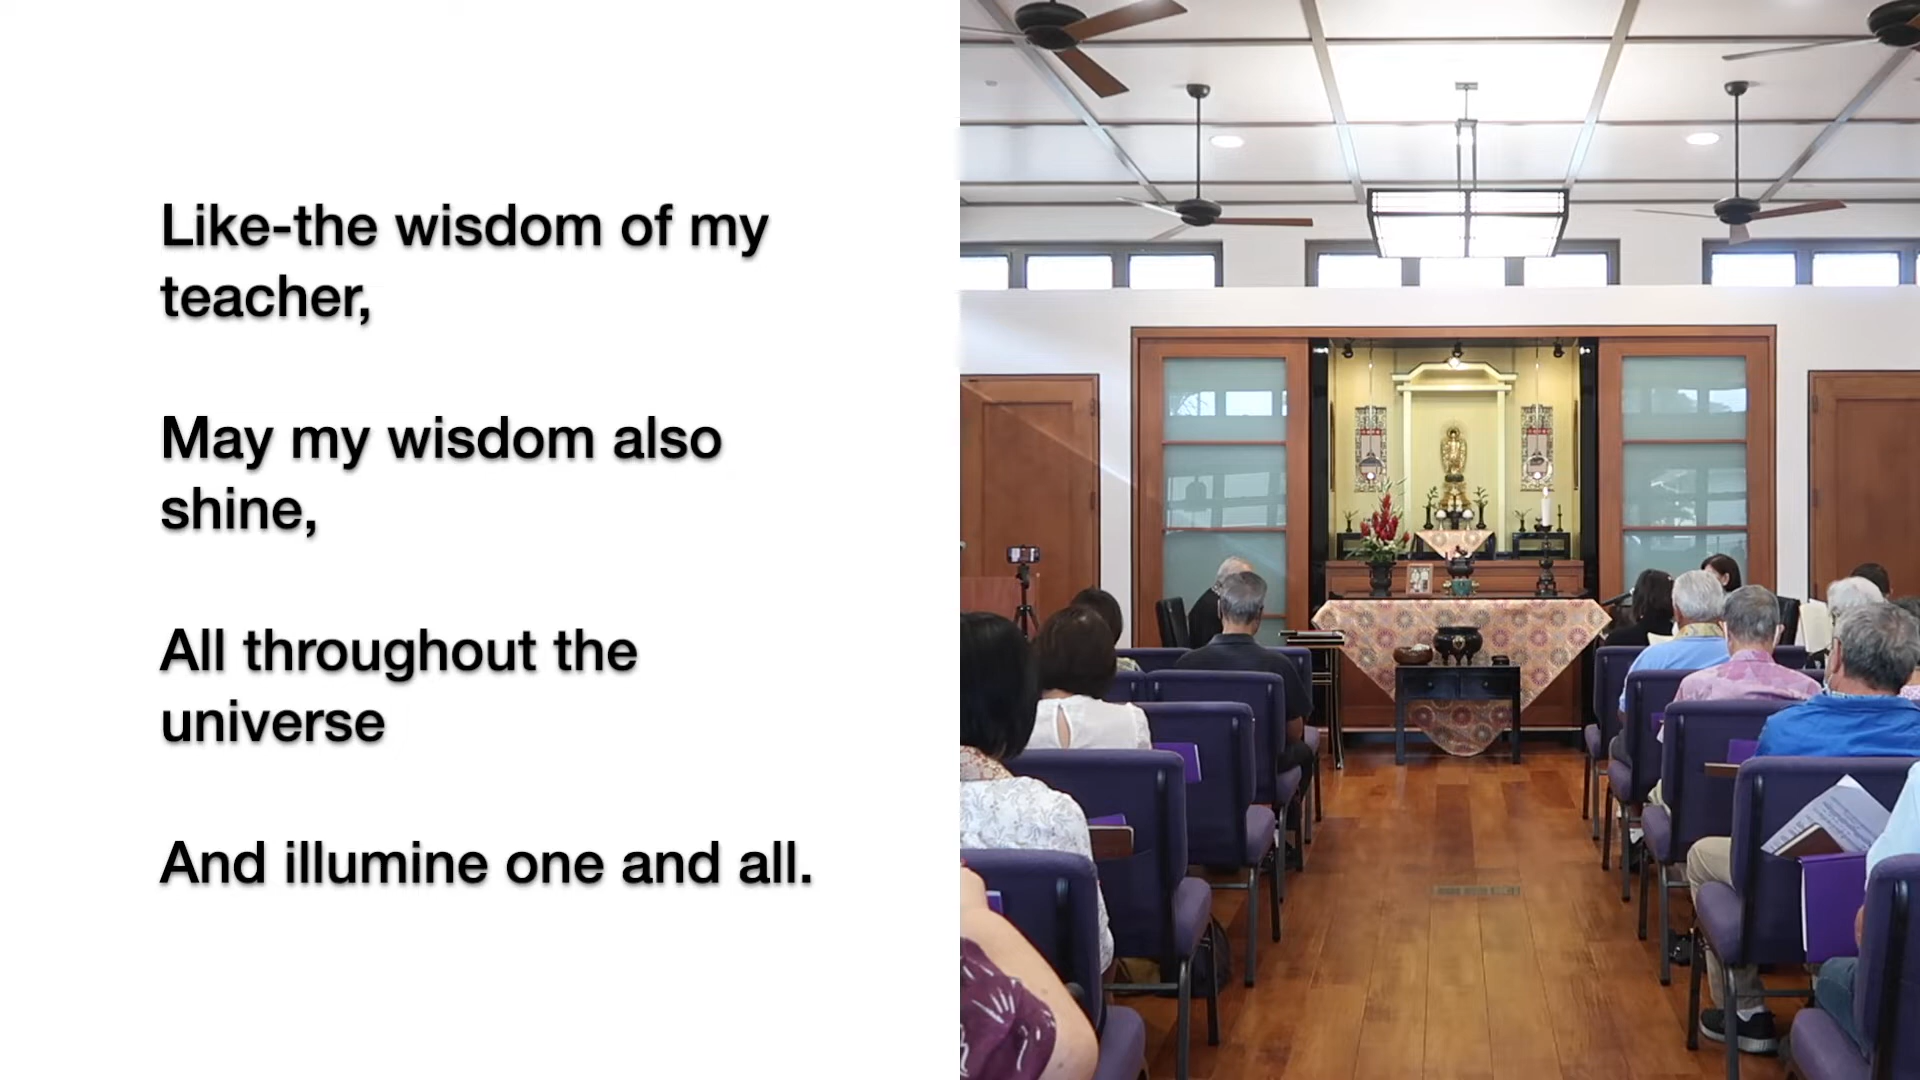 Like-the wisdom of my
teacher,
May my wisdom also
shine,
All throughout the
universe
And illumine one and all.